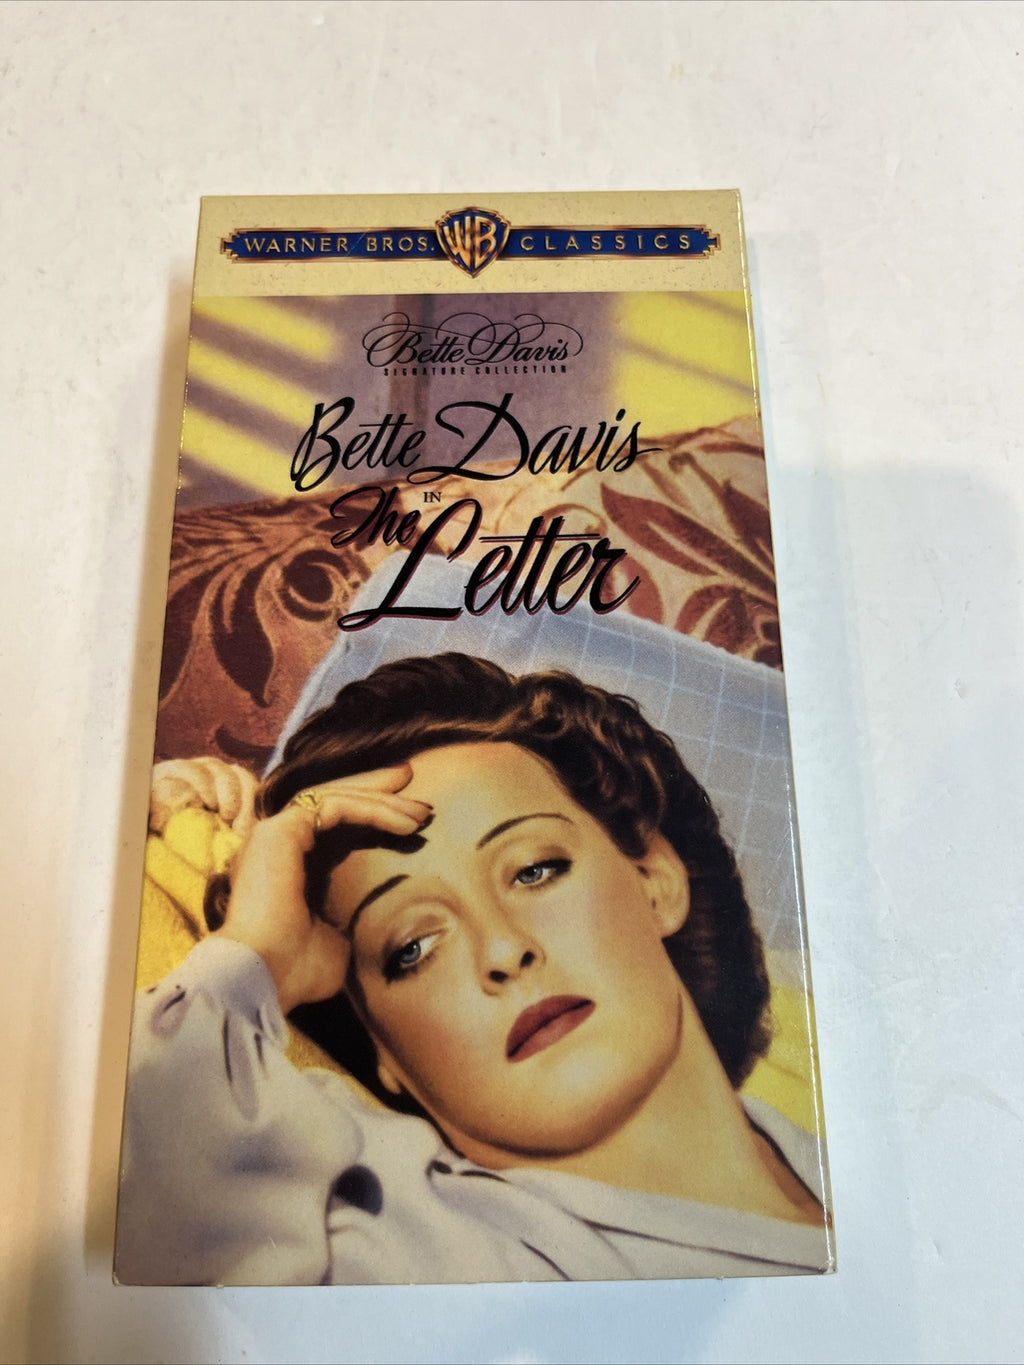 WARNER BROS. WB CLASSICS
Bette Davis
SIGNATURE COLLECTION
Bette Davis
IN
The
Letter